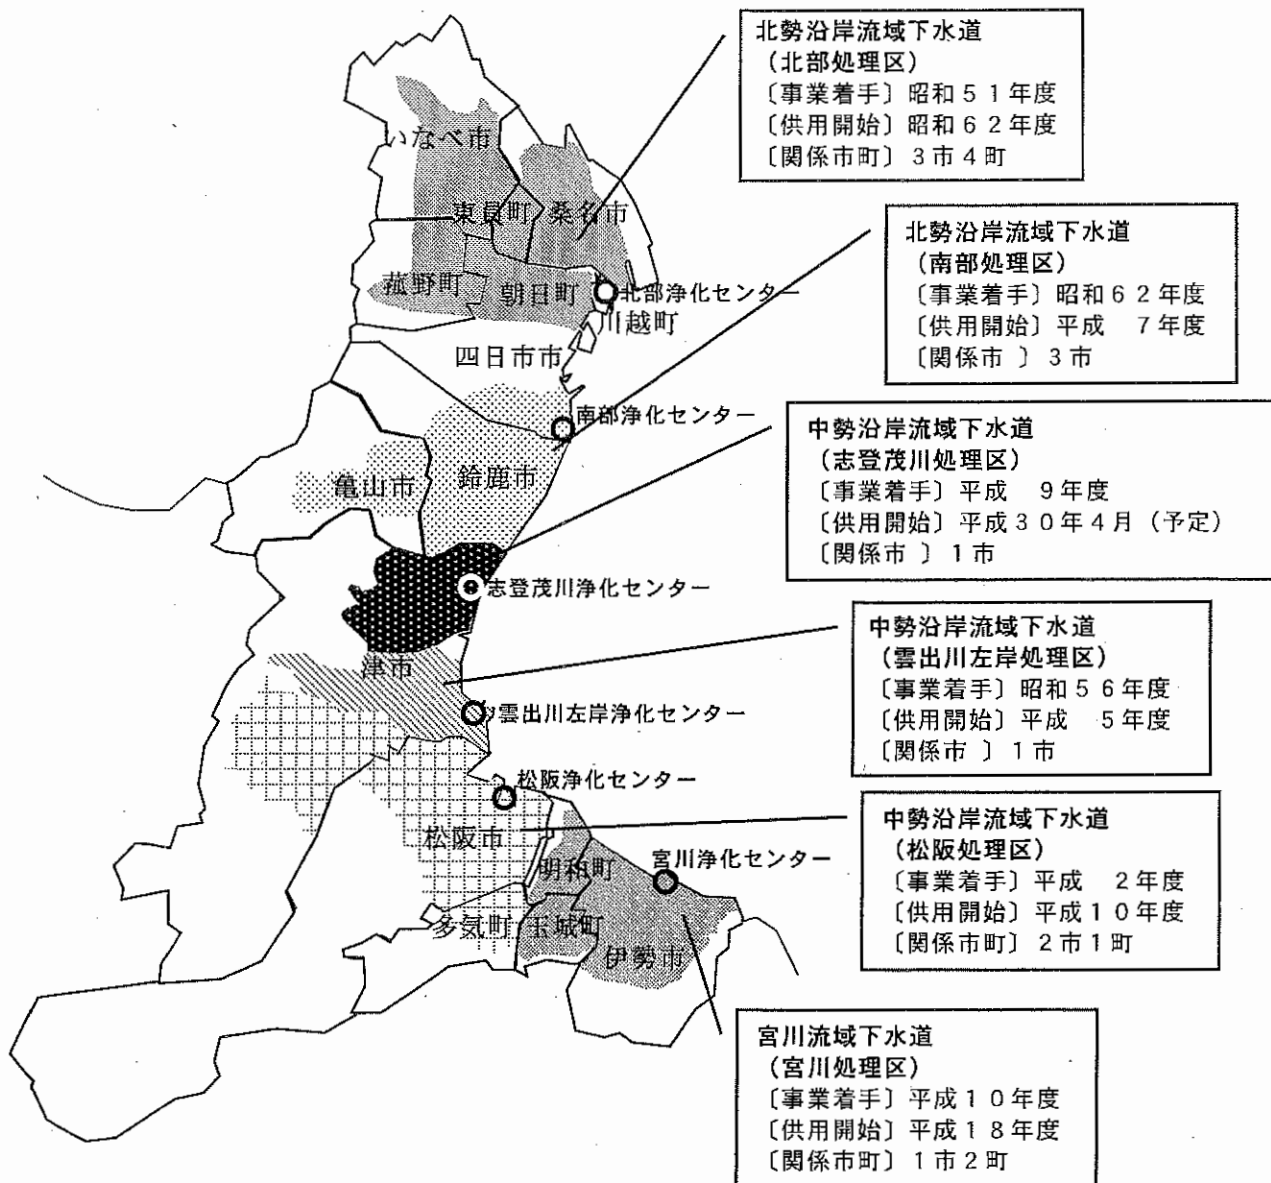 北勢沿岸流域下水道
（北部処理区）
〔事業着手〕昭和５１年度
〔供用開始〕昭和６２年度
〔関係市町〕３市４町
北勢沿岸流域下水道
（南部処理区）
〔事業着手〕昭和６２年度
〔供用開始〕平成　７年度
〔関係市 〕３市
中勢沿岸流域下水道
（志登茂川処理区）
〔事業着手〕平成　９年度
〔供用開始〕平成３０年４月（予定）
〔関係市 〕１市
中勢沿岸流域下水道
（雲出川左岸処理区）
〔事業着手〕昭和５６年度
〔供用開始〕平成　５年度
〔関係市 〕１市
中勢沿岸流域下水道
（松阪処理区）
〔事業着手〕平成　２年度
〔供用開始〕平成１０年度
〔関係市町〕２市１町
宮川流域下水道
（宮川処理区）
〔事業着手〕平成１０年度
〔供用開始〕平成１８年度
〔関係市町〕１市２町
いなべ市
東員町
桑名市
菰野町
朝日町
北部浄化センター
川越町
四日市市
南部浄化センター
亀山市
鈴鹿市
志登茂川浄化センター
津市
雲出川左岸浄化センター
松阪浄化センター
松阪市
明和町
宮川浄化センター
多気町
玉城町
伊勢市